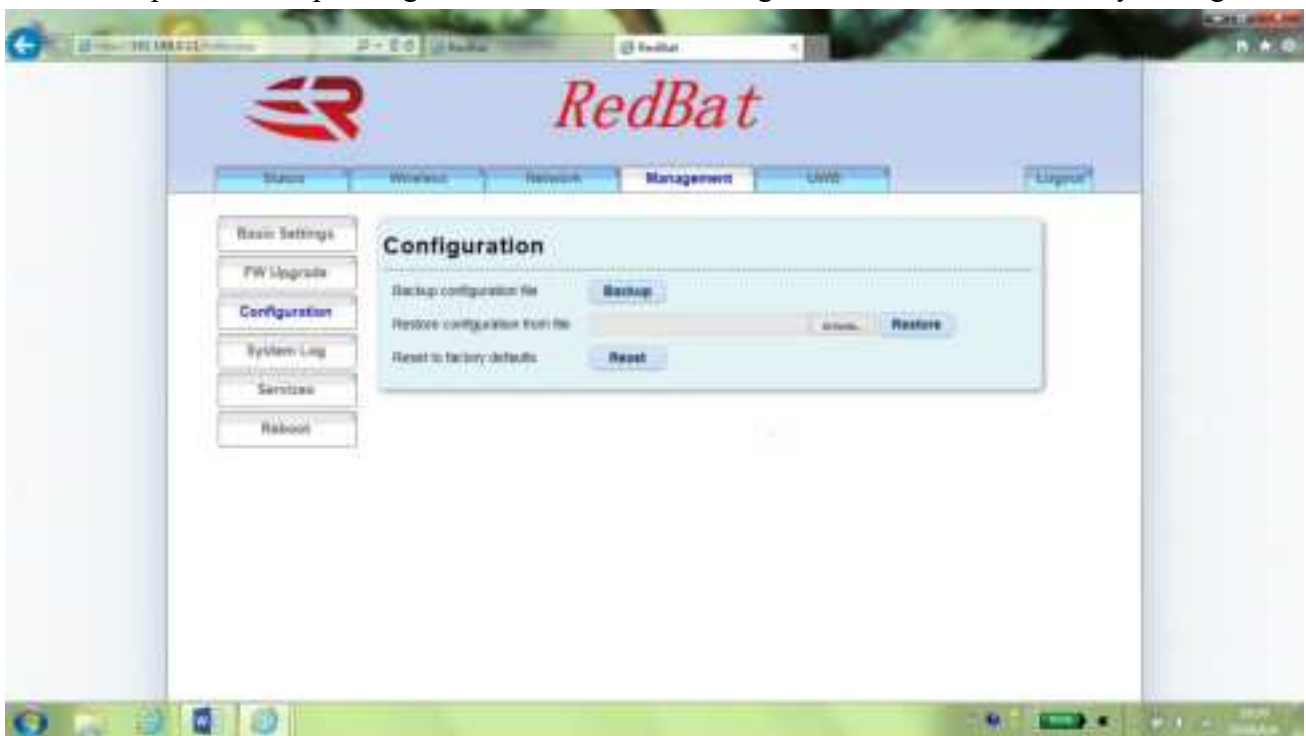 RedBat
Status Wireless Network Management UWB Logout
Basic Settings
FW Upgrade
Configuration
System Log
Services
Reboot
Configuration
Backup configuration file Backup
Restore configuration from file Restore
Reset to factory defaults Reset